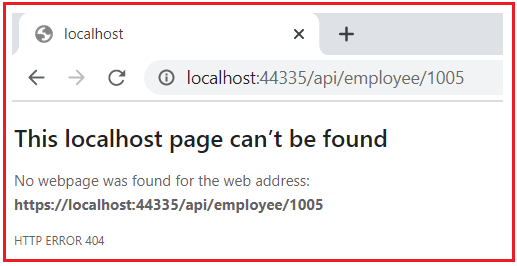 localhost
localhost:44335/api/employee/1005
This localhost page can't be found
No webpage was found for the web address:
https://localhost:44335/api/employee/1005
HTTP ERROR 404